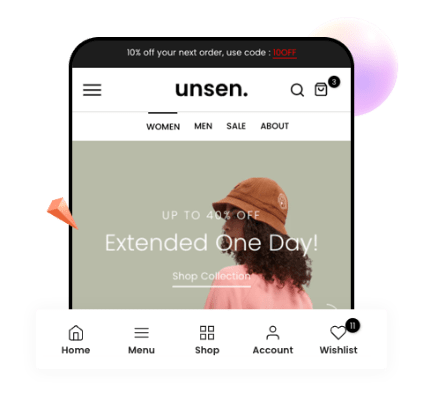 10% off your next order, use code : 10OFF
unsen.
3
WOMEN MEN SALE ABOUT
UP TO 40% OFF
Extended One Day!
Shop Collection
11
Home Menu Shop Account Wishlist